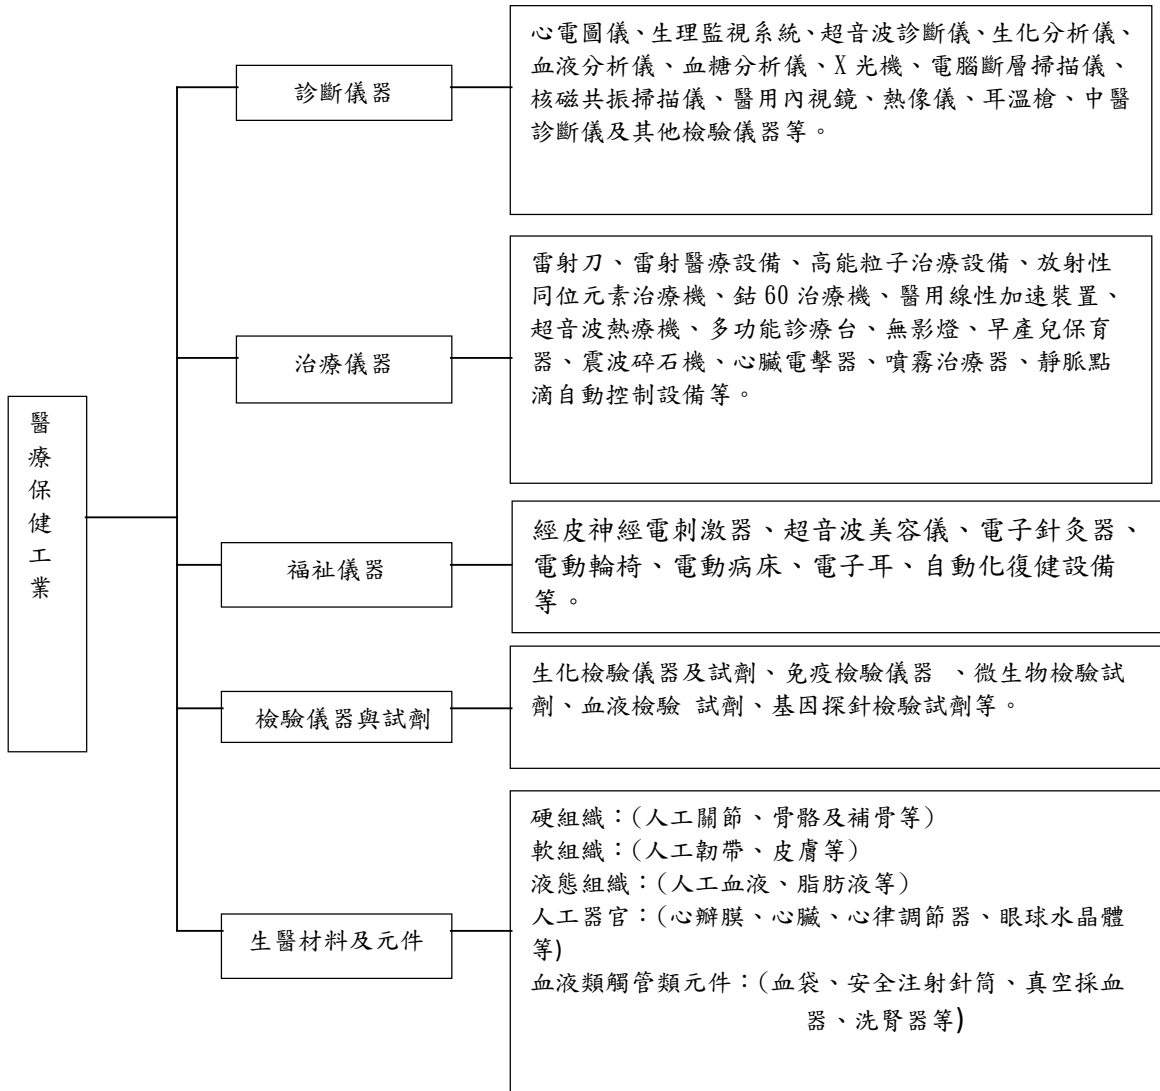 醫療保健工業
診斷儀器
心電圖儀、生理監視系統、超音波診斷儀、生化分析儀、
血液分析儀、血糖分析儀、X 光機、電腦斷層掃描儀、
核磁共振掃描儀、醫用內視鏡、熱像儀、耳溫槍、中醫
診斷儀及其他檢驗儀器等。
治療儀器
雷射刀、雷射醫療設備、高能粒子治療設備、放射性
同位元素治療機、鈷 60 治療機、醫用線性加速裝置、
超音波熱療機、多功能診療台、無影燈、早產兒保育
器、震波碎石機、心臟電擊器、噴霧治療器、靜脈點
滴自動控制設備等。
福祉儀器
經皮神經電刺激器、超音波美容儀、電子針灸器、
電動輪椅、電動病床、電子耳、自動化復健設備
等。
檢驗儀器與試劑
生化檢驗儀器及試劑、免疫檢驗儀器 、微生物檢驗試
劑、血液檢驗 試劑、基因探針檢驗試劑等。
生醫材料及元件
硬組織：(人工關節、骨骼及補骨等)
軟組織：(人工韌帶、皮膚等)
液態組織：(人工血液、脂肪液等)
人工器官：(心瓣膜、心臟、心律調節器、眼球水晶體
等)
血液類觸管類元件：(血袋、安全注射針筒、真空採血
器、洗腎器等)